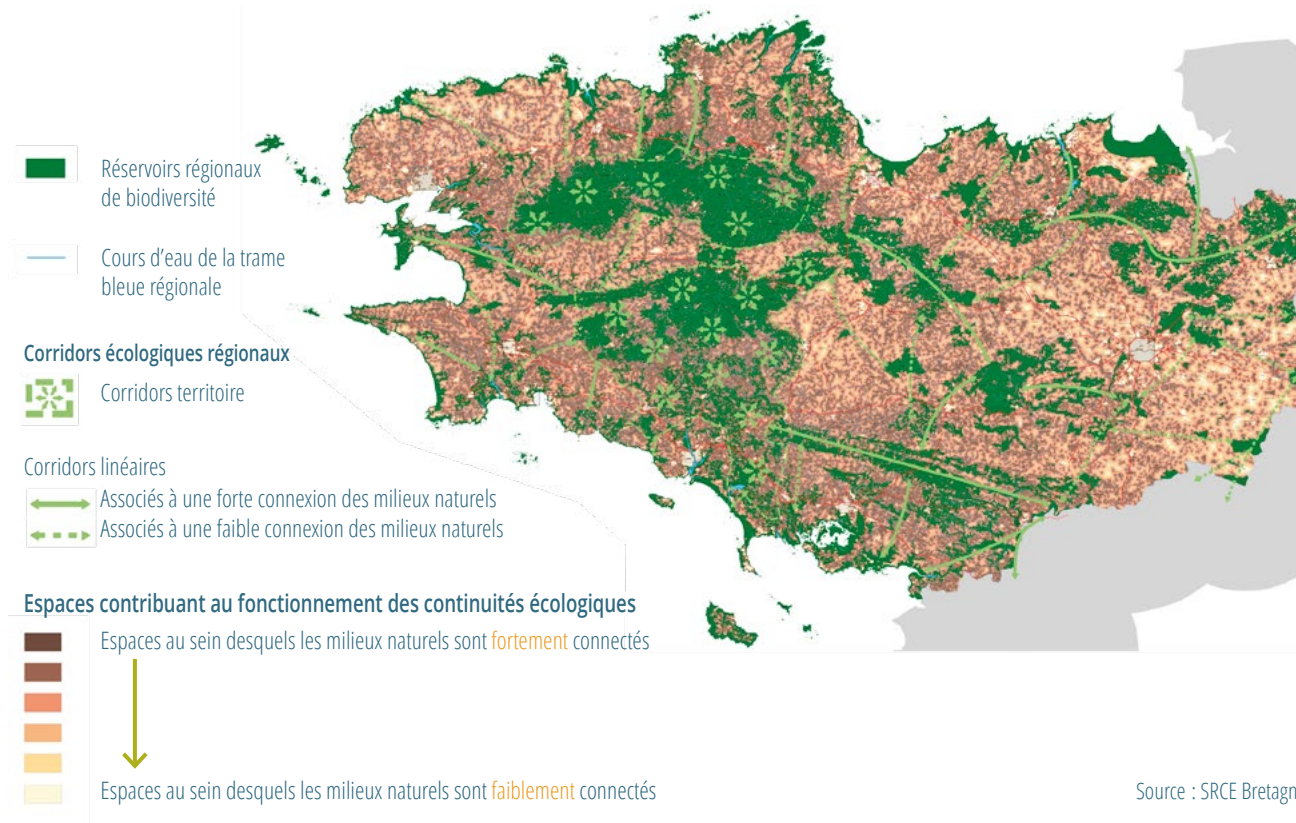 Réservoirs régionaux
de biodiversité
Cours d'eau de la trame
bleue régionale
Corridors écologiques régionaux
Corridors territoire
Corridors linéaires
Associés à une forte connexion des milieux naturels
Associés à une faible connexion des milieux naturels
Espaces contribuant au fonctionnement des continuités écologiques
Espaces au sein desquels les milieux naturels sont fortement connectés
Espaces au sein desquels les milieux naturels sont faiblement connectés
Source : SRCE Bretagn